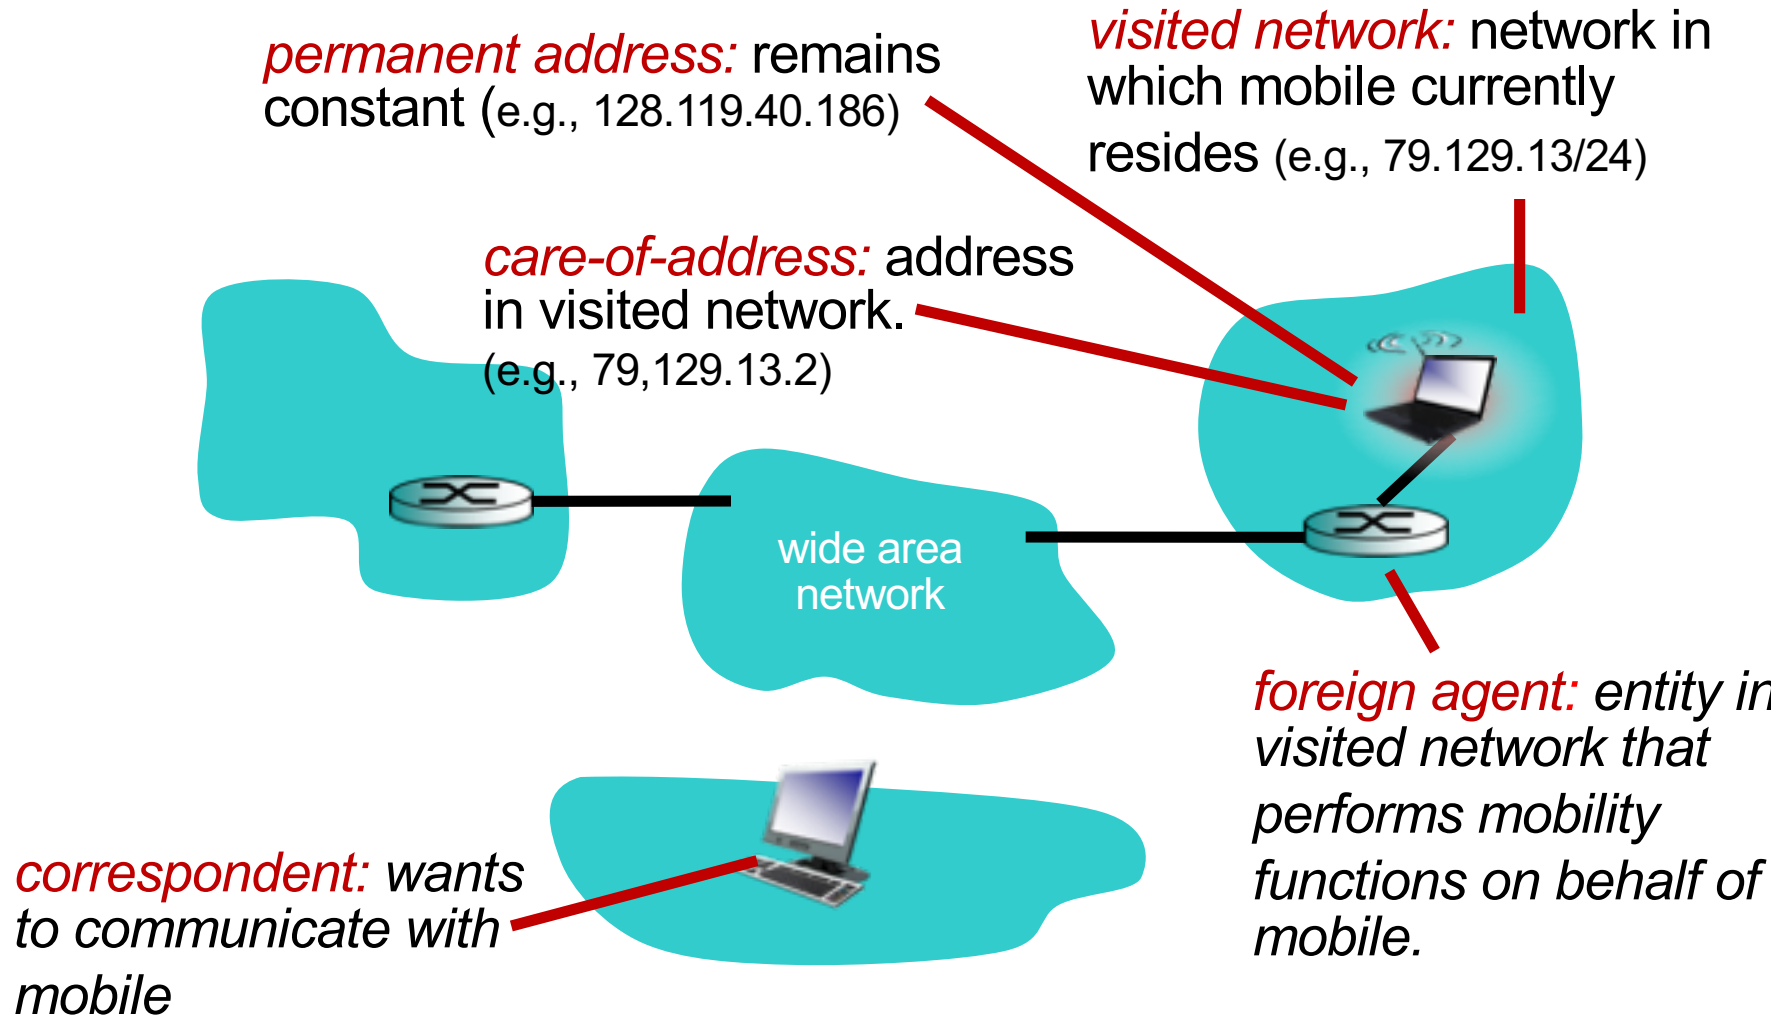 permanent address: remains
constant (e.g., 128.119.40.186)
visited network: network in
which mobile currently
resides (e.g., 79.129.13/24)
care-of-address: address
in visited network.
(e.g., 79,129.13.2)
wide area
network
foreign agent: entity in
visited network that
performs mobility
functions on behalf of
mobile.
correspondent: wants
to communicate with
mobile